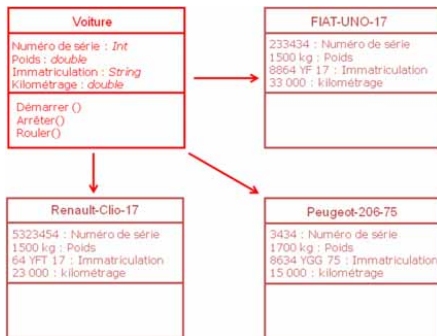 Voiture
Numéro de série : Int
Poids : double
Immatriculation : String
Kilométrage : double
Démarrer ()
Arrêter()
Rouler()
FIAT-UNO-17
233434 : Numéro de série
1500 kg : Poids
8864 YF 17 : Immatriculation
33 000 : kilométrage
Renault-Clio-17
5323454 : Numéro de série
1500 kg : Poids
64 YFT 17 : Immatriculation
23 000 : kilométrage
Peugeot-206-75
3434 : Numéro de série
1700 kg : Poids
8634 YGG 75 : Immatriculation
15 000 : kilométrage